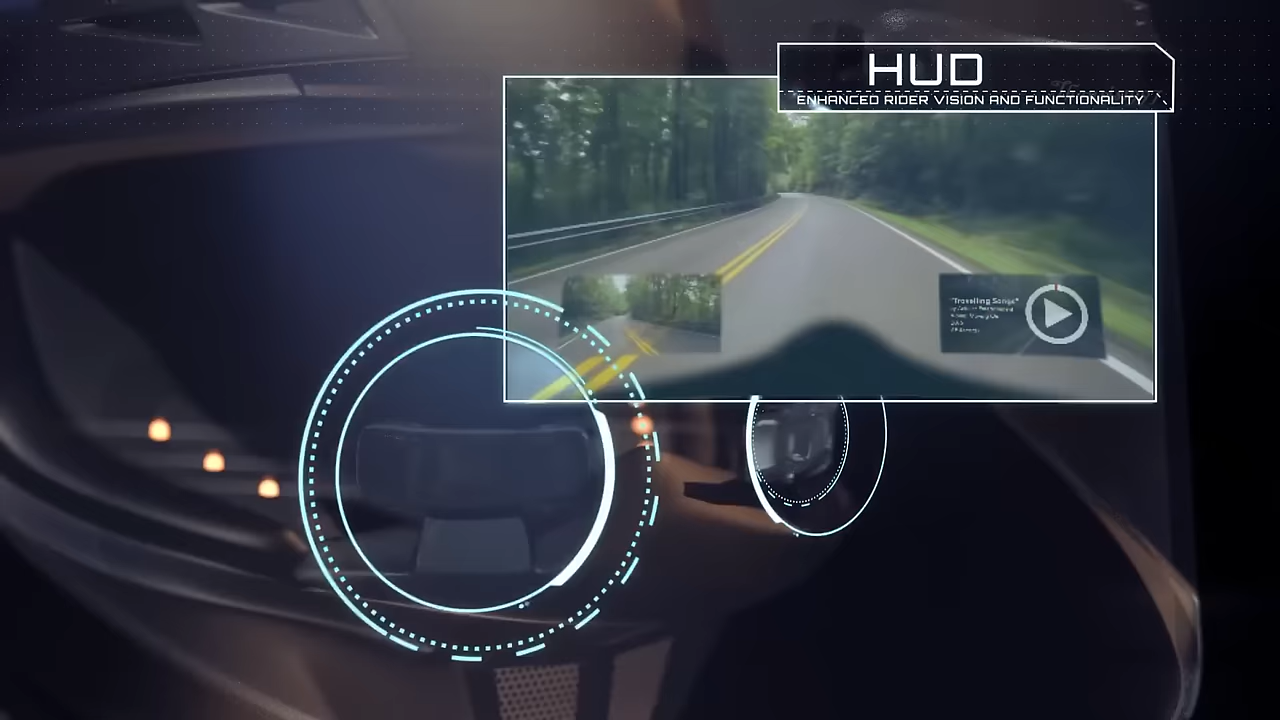 HUD
ENHANCED RIDER VISION AND FUNCTIONALITY
"Travelling Songs"